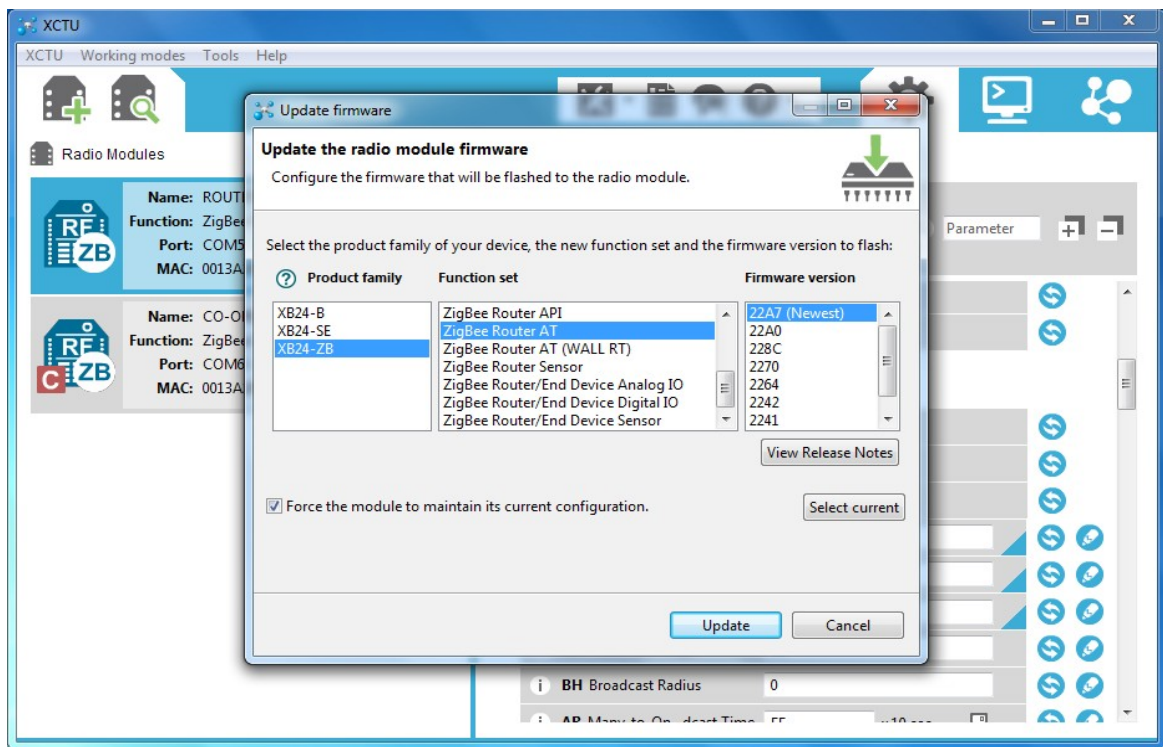 XCTU
XCTU Working modes Tools Help
Update firmware
Radio Modules
Update the radio module firmware
Configure the firmware that will be flashed to the radio module.
Name: ROUT
Function: ZigBee
Port: COM5
MAC: 0013A
Parameter
Select the product family of your device, the new function set and the firmware version to flash:
Product family Function set Firmware version
XB24-B
XB24-SE
XB24-ZB
ZigBee Router API
ZigBee Router AT
ZigBee Router AT (WALL RT)
ZigBee Router Sensor
ZigBee Router/End Device Analog IO
ZigBee Router/End Device Digital IO
ZigBee Router/End Device Sensor
22A7 (Newest)
22A0
228C
2270
2264
2242
2241
RF
ZB
Name: CO-O
Function: ZigBee
Port: COM6
MAC: 0013A
RF
C ZB
View Release Notes
Force the module to maintain its current configuration.
Select current
Update Cancel
i BH Broadcast Radius 0